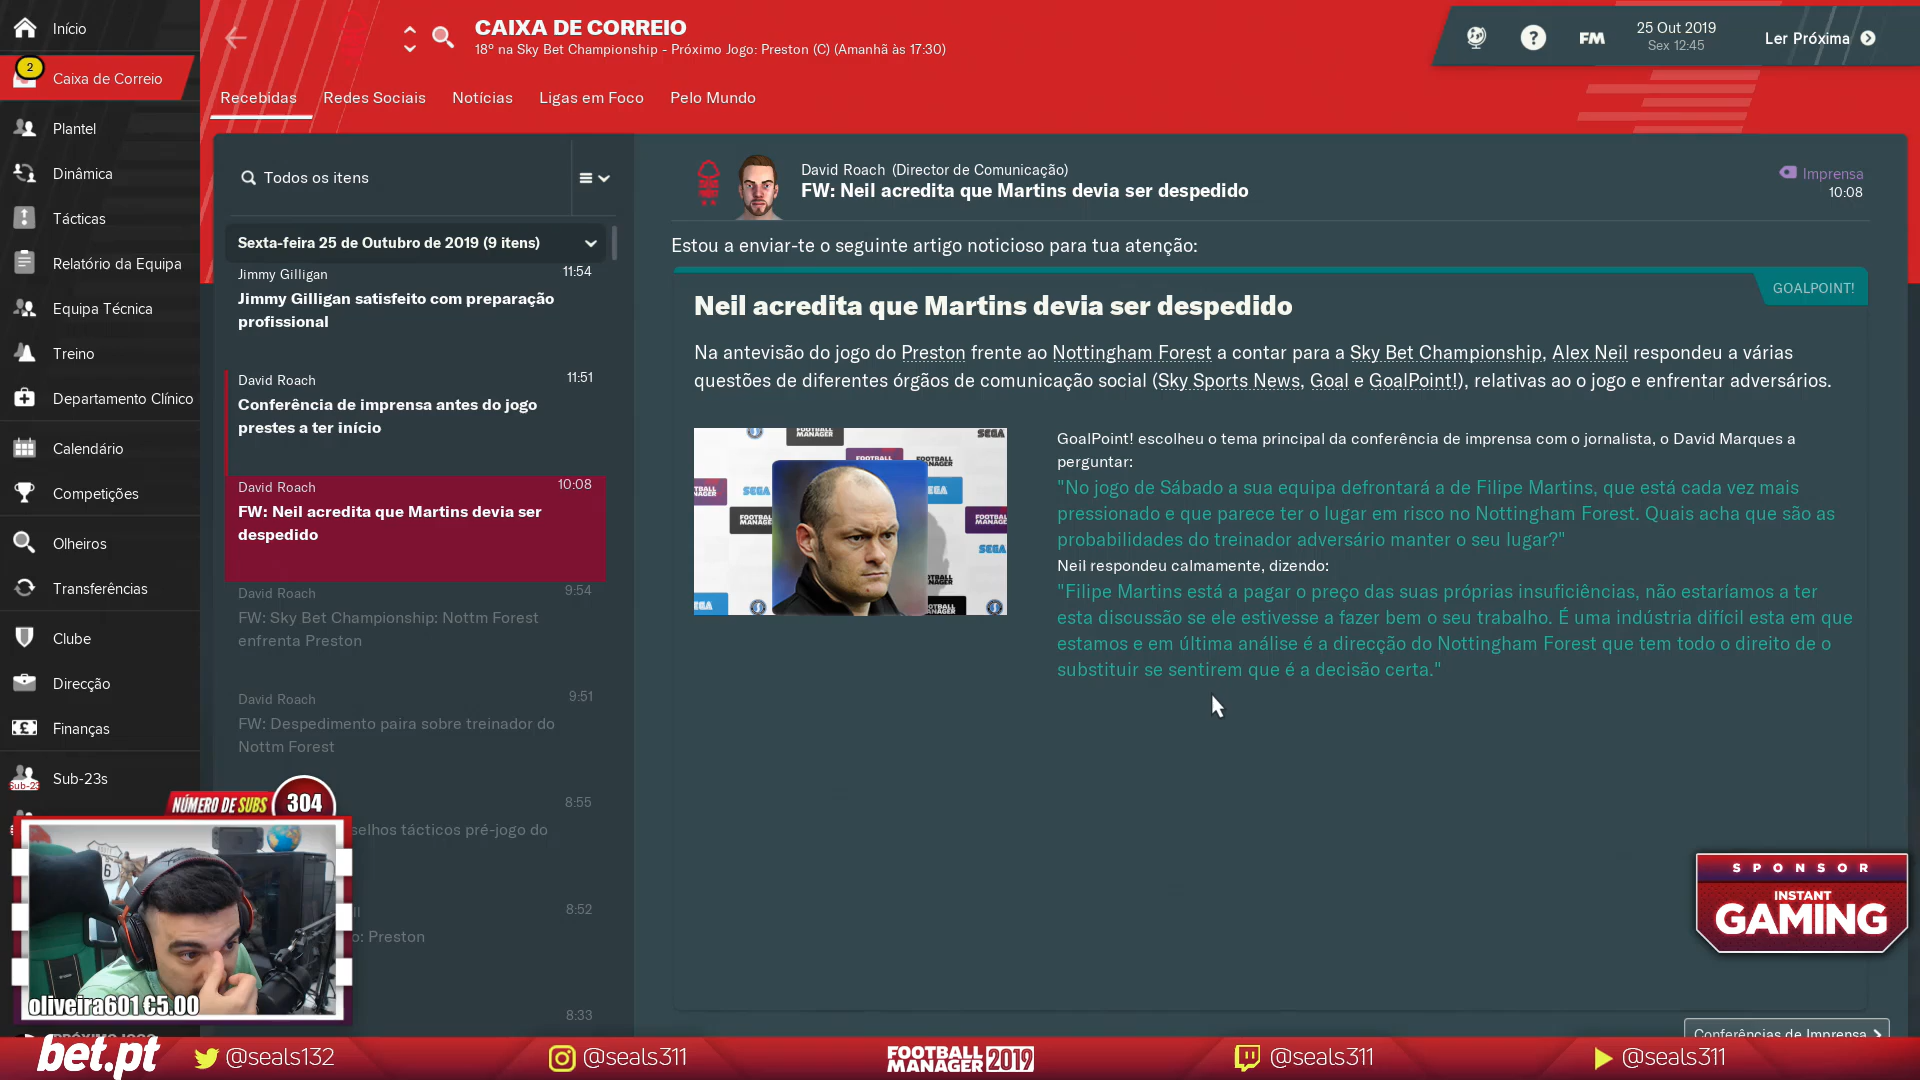 Início
2
Caixa de Correio
Plantel
Dinâmica
Tácticas
Relatório da Equipa
Equipa Técnica
Treino
Departamento Clínico
Calendário
Competições
Olheiros
Transferências
Clube
Direcção
Finanças
Sub-23s
CAIXA DE CORREIO
18º na Sky Bet Championship - Próximo Jogo: Preston (C) (Amanhã às 17:30)
FM
25 Out 2019
Sex 12:45
Ler Próxima
Recebidas
Redes Sociais
Notícias
Ligas em Foco
Pelo Mundo
Todos os itens
Sexta-feira 25 de Outubro de 2019 (9 itens)
Jimmy Gilligan 11:54
Jimmy Gilligan satisfeito com preparação
profissional
David Roach 11:51
Conferência de imprensa antes do jogo
prestes a ter início
David Roach 10:08
FW: Neil acredita que Martins devia ser
despedido
David Roach 9:54
FW: Sky Bet Championship: Nottm Forest
enfrenta Preston
David Roach 9:51
FW: Despedimento paira sobre treinador do
Nottm Forest
8:55
selhos tácticos pré-jogo do
8:52
o: Preston
8:33
David Roach (Director de Comunicação)
FW: Neil acredita que Martins devia ser despedido
Imprensa
10:08
Estou a enviar-te o seguinte artigo noticioso para tua atenção:
GOALPOINT!
Neil acredita que Martins devia ser despedido
Na antevisão do jogo do Preston frente ao Nottingham Forest a contar para a Sky Bet Championship, Alex Neil respondeu a várias
questões de diferentes órgãos de comunicação social (Sky Sports News, Goal e GoalPoint!), relativas ao o jogo e enfrentar adversários.
GoalPoint! escolheu o tema principal da conferência de imprensa com o jornalista, o David Marques a
perguntar:
"No jogo de Sábado a sua equipa defrontará a de Filipe Martins, que está cada vez mais
pressionado e que parece ter o lugar em risco no Nottingham Forest. Quais acha que são as
probabilidades do treinador adversário manter o seu lugar?"
Neil respondeu calmamente, dizendo:
"Filipe Martins está a pagar o preço das suas próprias insuficiências, não estaríamos a ter
esta discussão se ele estivesse a fazer bem o seu trabalho. É uma indústria difícil esta em que
estamos e em última análise é a direcção do Nottingham Forest que tem todo o direito de o
substituir se sentirem que é a decisão certa."
SEGA
FOOTBALL MANAGER
Conferências de Imprensa
NÚMERO DE SUBS 304
oliveira601 €5.00
SPONSOR
INSTANT
GAMING
bet.pt
@seals132
@seals311
FOOTBALL
MANAGER 2019
@seals311
@seals311